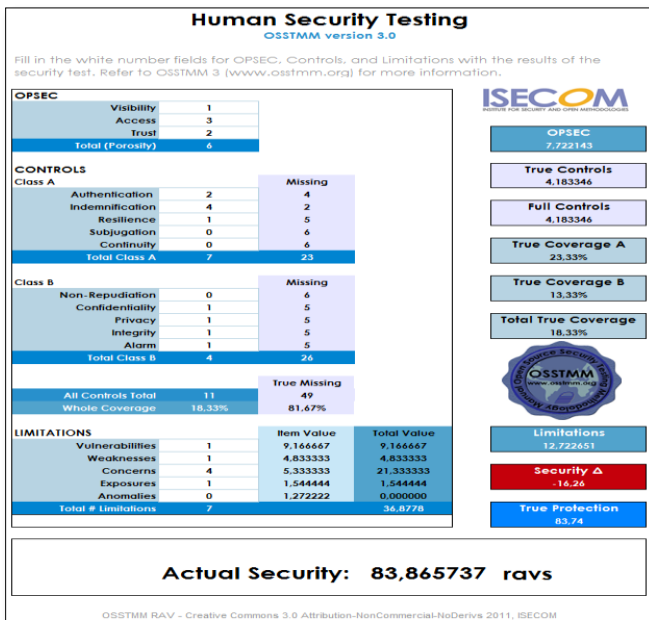 Human Security Testing
OSSTMM version 3.0
Fill in the white number fields for OPSEC, Controls, and Limitations with the results of the
security test. Refer to OSSTMM 3 (www.osstmm.org) for more information.
OPSEC
Visibility 1
Access 3
Trust 2
Total (Porosity) 6
CONTROLS
Class A Missing
Authentication 2 4
Indemnification 4 2
Resilience 1 5
Subjugation 0 6
Continuity 0 6
Total Class A 7 23
Class B Missing
Non-Repudiation 0 6
Confidentiality 1 5
Privacy 1 5
Integrity 1 5
Alarm 1 5
Total Class B 4 26
True Missing
All Controls Total 11 49
Whole Coverage 18,33% 81,67%
LIMITATIONS Item Value Total Value
Vulnerabilities 1 9,166667 9,166667
Weaknesses 1 4,833333 4,833333
Concerns 4 5,333333 21,333333
Exposures 1 1,544444 1,544444
Anomalies 0 1,272222 0,000000
Total # Limitations 7 36,8778
ISECOM
INSTITUTE FOR SECURITY AND OPEN METHODOLOGIES
OPSEC
7,722143
True Controls
4,183346
Full Controls
4,183346
True Coverage A
23,33%
True Coverage B
13,33%
Total True Coverage
18,33%
Open Source Security Testing Methodology Manual
OSSTMM
www.osstmm.org
Limitations
12,722651
Security Δ
-16,26
True Protection
83,74
Actual Security: 83,865737 ravs
OSSTMM RAV - Creative Commons 3.0 Attribution-NonCommercial-NoDerivs 2011, ISECOM